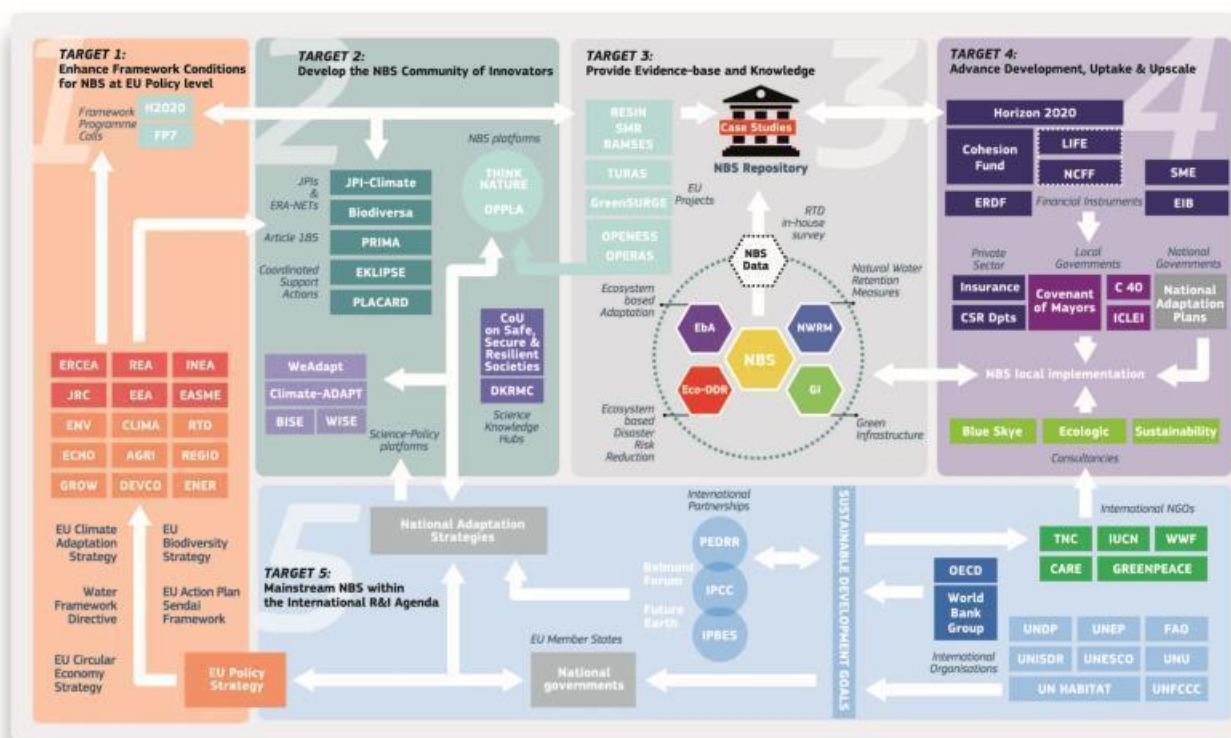 1
TARGET 1:
Enhance Framework Conditions
for NBS at EU Policy level
Framework
Programme
Calls
H2020
FP7
ERCEA
REA
INEA
JRC
EEA
EASME
ENV
CLIMA
RTD
ECHO
AGRI
REGIO
GROW
DEVCO
ENER
EU Climate
Adaptation
Strategy
EU
Biodiversity
Strategy
Water
Framework
Directive
EU Action Plan
Sendai
Framework
EU Circular
Economy
Strategy
EU Policy
Strategy
2
TARGET 2:
Develop the NBS Community of Innovators
NBS platforms
THINK
NATURE
OPPLA
JPIs
&
ERA-NETs
Article 185
Coordinated
Support
Actions
JPI-Climate
Biodiversa
PRIMA
EKLIPSE
PLACARD
CoU
on Safe,
Secure &
Resilient
Societies
DKRMC
Science
Knowledge
Hubs
WeAdapt
Climate-ADAPT
BISE
WISE
Science-Policy
platforms
3
TARGET 3:
Provide Evidence-base and Knowledge
RESIN
SMR
RAMSES
TURAS
GreenSURGE
OPENESS
OPERAS
EU
Projects
Case Studies
NBS Repository
RTD
in-house
survey
NBS
Data
Ecosystem
based
Adaptation
Natural Water
Retention
Measures
EbA
NWRM
NBS
Eco-DDR
GI
Ecosystem
based
Disaster
Risk
Reduction
Green
Infrastructure
4
TARGET 4:
Advance Development, Uptake & Upscale
Horizon 2020
Cohesion
Fund
LIFE
NCFF
SME
ERDF
Financial Instruments
EIB
Private
Sector
Local
Governments
National
Governments
Insurance
CSR Dpts
Covenant
of Mayors
C 40
ICLEI
National
Adaptation
Plans
NBS local implementation
Blue Skye
Ecologic
Sustainability
Consultancies
5
TARGET 5:
Mainstream NBS within
the International R&I Agenda
National Adaptation
Strategies
EU Member States
National
governments
International
Partnerships
PEDRR
Belmont
Forum
IPCC
Future
Earth
IPBES
SUSTAINABLE DEVELOPMENT GOALS
International NGOs
TNC
IUCN
WWF
CARE
GREENPEACE
OECD
World
Bank
Group
International
Organisations
UNDP
UNEP
FAO
UNISDR
UNESCO
UNU
UN HABITAT
UNFCCC